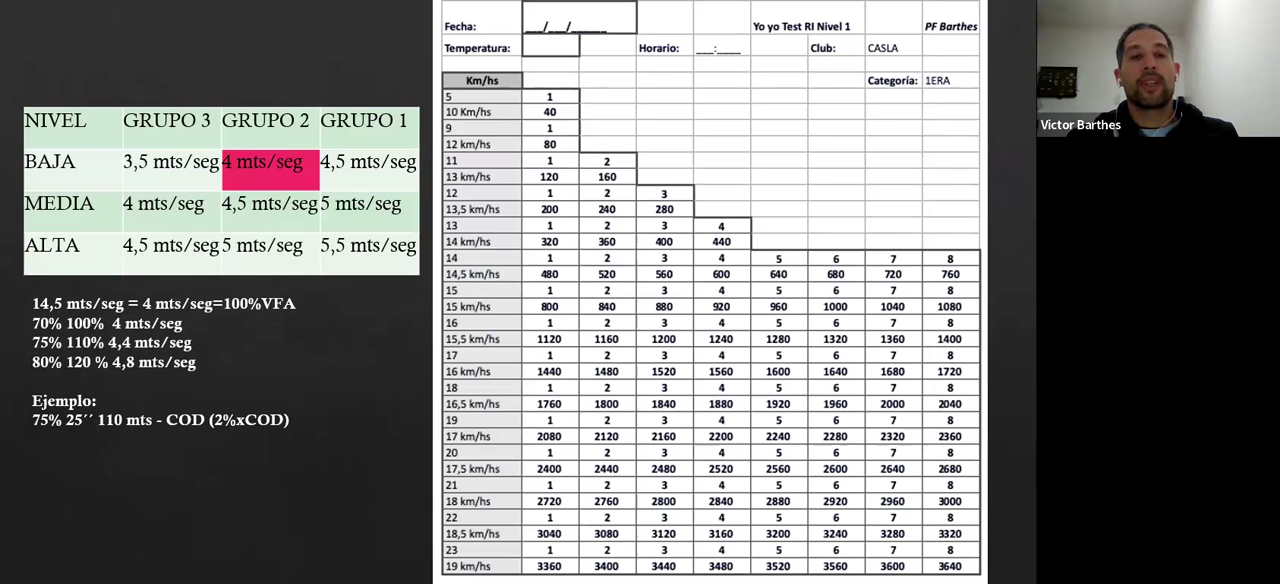 NIVEL GRUPO 3 GRUPO 2 GRUPO 1
BAJA 3,5 mts/seg 4 mts/seg 4,5 mts/seg
MEDIA 4 mts/seg 4,5 mts/seg 5 mts/seg
ALTA 4,5 mts/seg 5 mts/seg 5,5 mts/seg
14,5 mts/seg = 4 mts/seg=100%VFA
70% 100% 4 mts/seg
75% 110% 4,4 mts/seg
80% 120 % 4,8 mts/seg
Ejemplo:
75% 25´´ 110 mts - COD (2%xCOD)
Fecha: __/__/_____ Yo yo Test RI Nivel 1 PF Barthes
Temperatura: Horario: __:___ Club: CASLA
Km/hs Categoría: 1ERA
5 1
10 Km/hs 40
9 1
12 km/hs 80
11 1 2
13 km/hs 120 160
12 1 2 3
13,5 km/hs 200 240 280
13 1 2 3 4
14 km/hs 320 360 400 440
14 1 2 3 4 5 6 7 8
14,5 km/hs 480 520 560 600 640 680 720 760
15 1 2 3 4 5 6 7 8
15 km/hs 800 840 880 920 960 1000 1040 1080
16 1 2 3 4 5 6 7 8
15,5 km/hs 1120 1160 1200 1240 1280 1320 1360 1400
17 1 2 3 4 5 6 7 8
16 km/hs 1440 1480 1520 1560 1600 1640 1680 1720
18 1 2 3 4 5 6 7 8
16,5 km/hs 1760 1800 1840 1880 1920 1960 2000 2040
19 1 2 3 4 5 6 7 8
17 km/hs 2080 2120 2160 2200 2240 2280 2320 2360
20 1 2 3 4 5 6 7 8
17,5 km/hs 2400 2440 2480 2520 2560 2600 2640 2680
21 1 2 3 4 5 6 7 8
18 km/hs 2720 2760 2800 2840 2880 2920 2960 3000
22 1 2 3 4 5 6 7 8
18,5 km/hs 3040 3080 3120 3160 3200 3240 3280 3320
23 1 2 3 4 5 6 7 8
19 km/hs 3360 3400 3440 3480 3520 3560 3600 3640
Victor Barthes